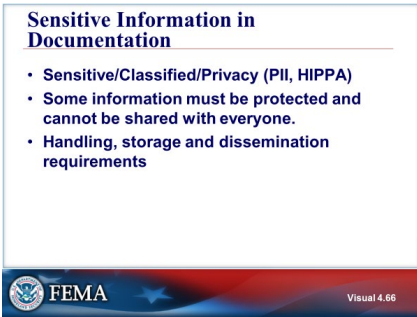 Sensitive Information in
Documentation
• Sensitive/Classified/Privacy (PII, HIPPA)
• Some information must be protected and
cannot be shared with everyone.
• Handling, storage and dissemination
requirements
FEMA
Visual 4.66